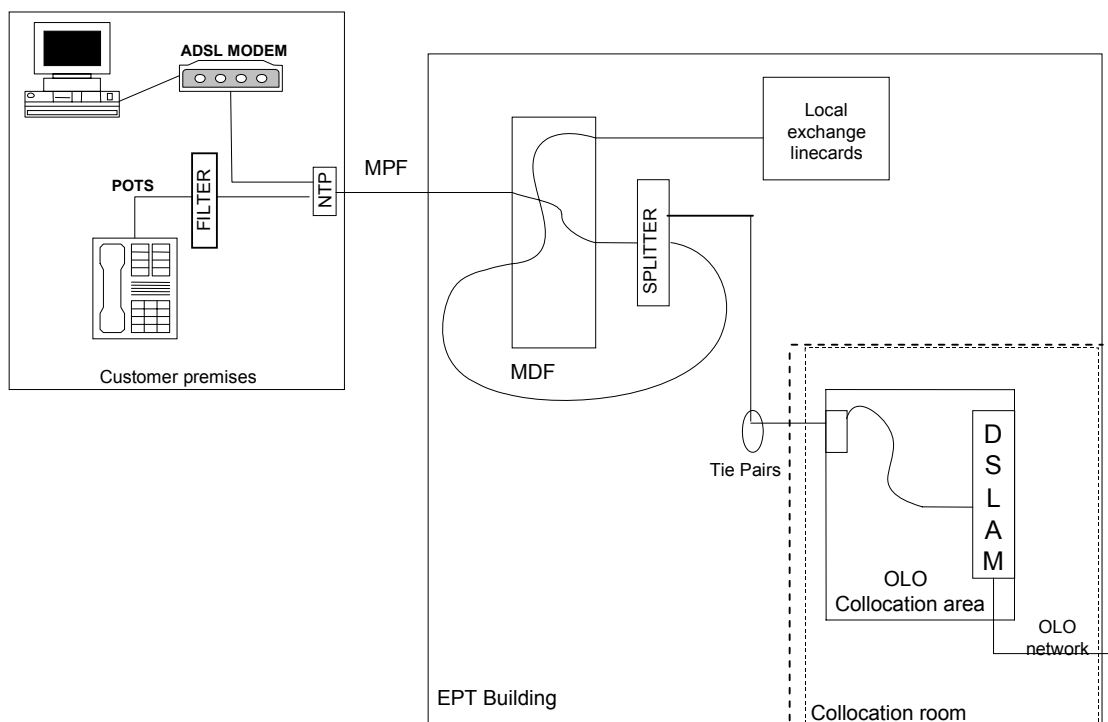 ADSL MODEM
POTS
FILTER
NTP
Customer premises
MPF
MDF
SPLITTER
Local
exchange
linecards
Tie Pairs
D
S
L
A
M
OLO
Collocation area
OLO
network
EPT Building
Collocation room